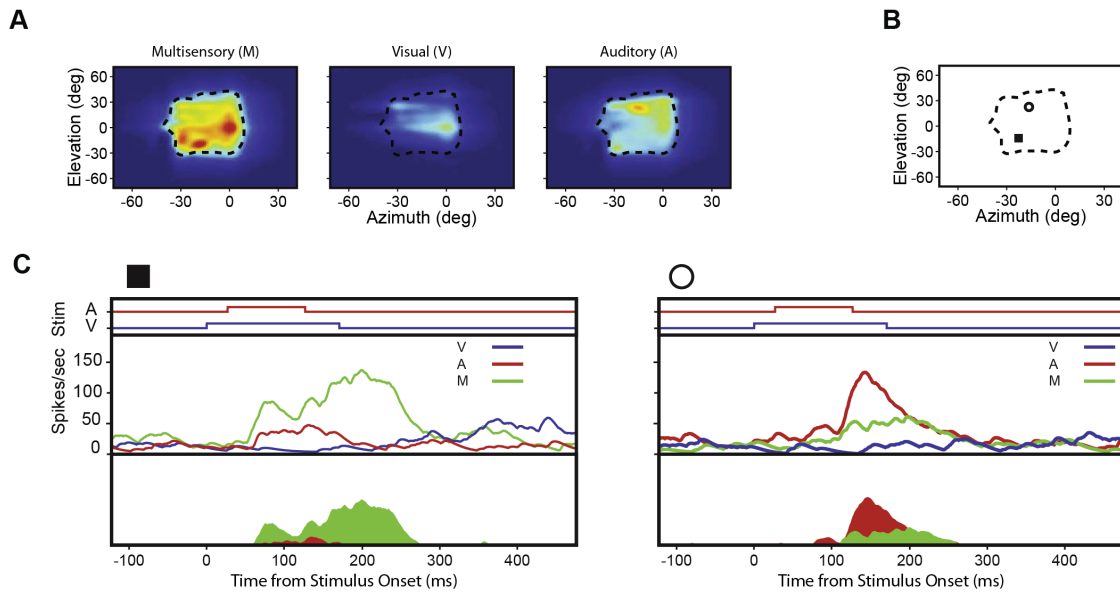 A
B
Multisensory (M)
Visual (V)
Auditory (A)
Elevation (deg)
60
30
0
-30
-60
-60 -30 0 30
-60 -30 0 30
-60 -30 0 30
Azimuth (deg)
Elevation (deg)
60
30
0
-30
-60
-60 -30 0 30
Azimuth (deg)
C
Stim
A
V
Spikes/sec
150
100
50
0
V
A
M
-100 0 100 200 300 400
Time from Stimulus Onset (ms)
V
A
M
-100 0 100 200 300 400
Time from Stimulus Onset (ms)